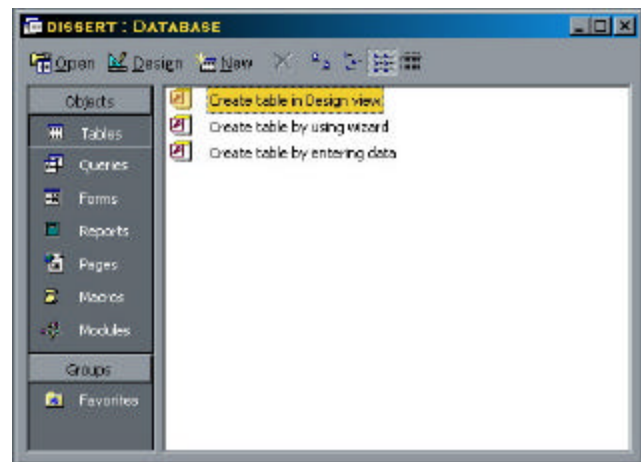 DISSERT : DATABASE
Open Design New
Objects
Tables
Queries
Forms
Reports
Pages
Macros
Modules
Groups
Favorites
Create table in Design view
Create table by using wizard
Create table by entering data